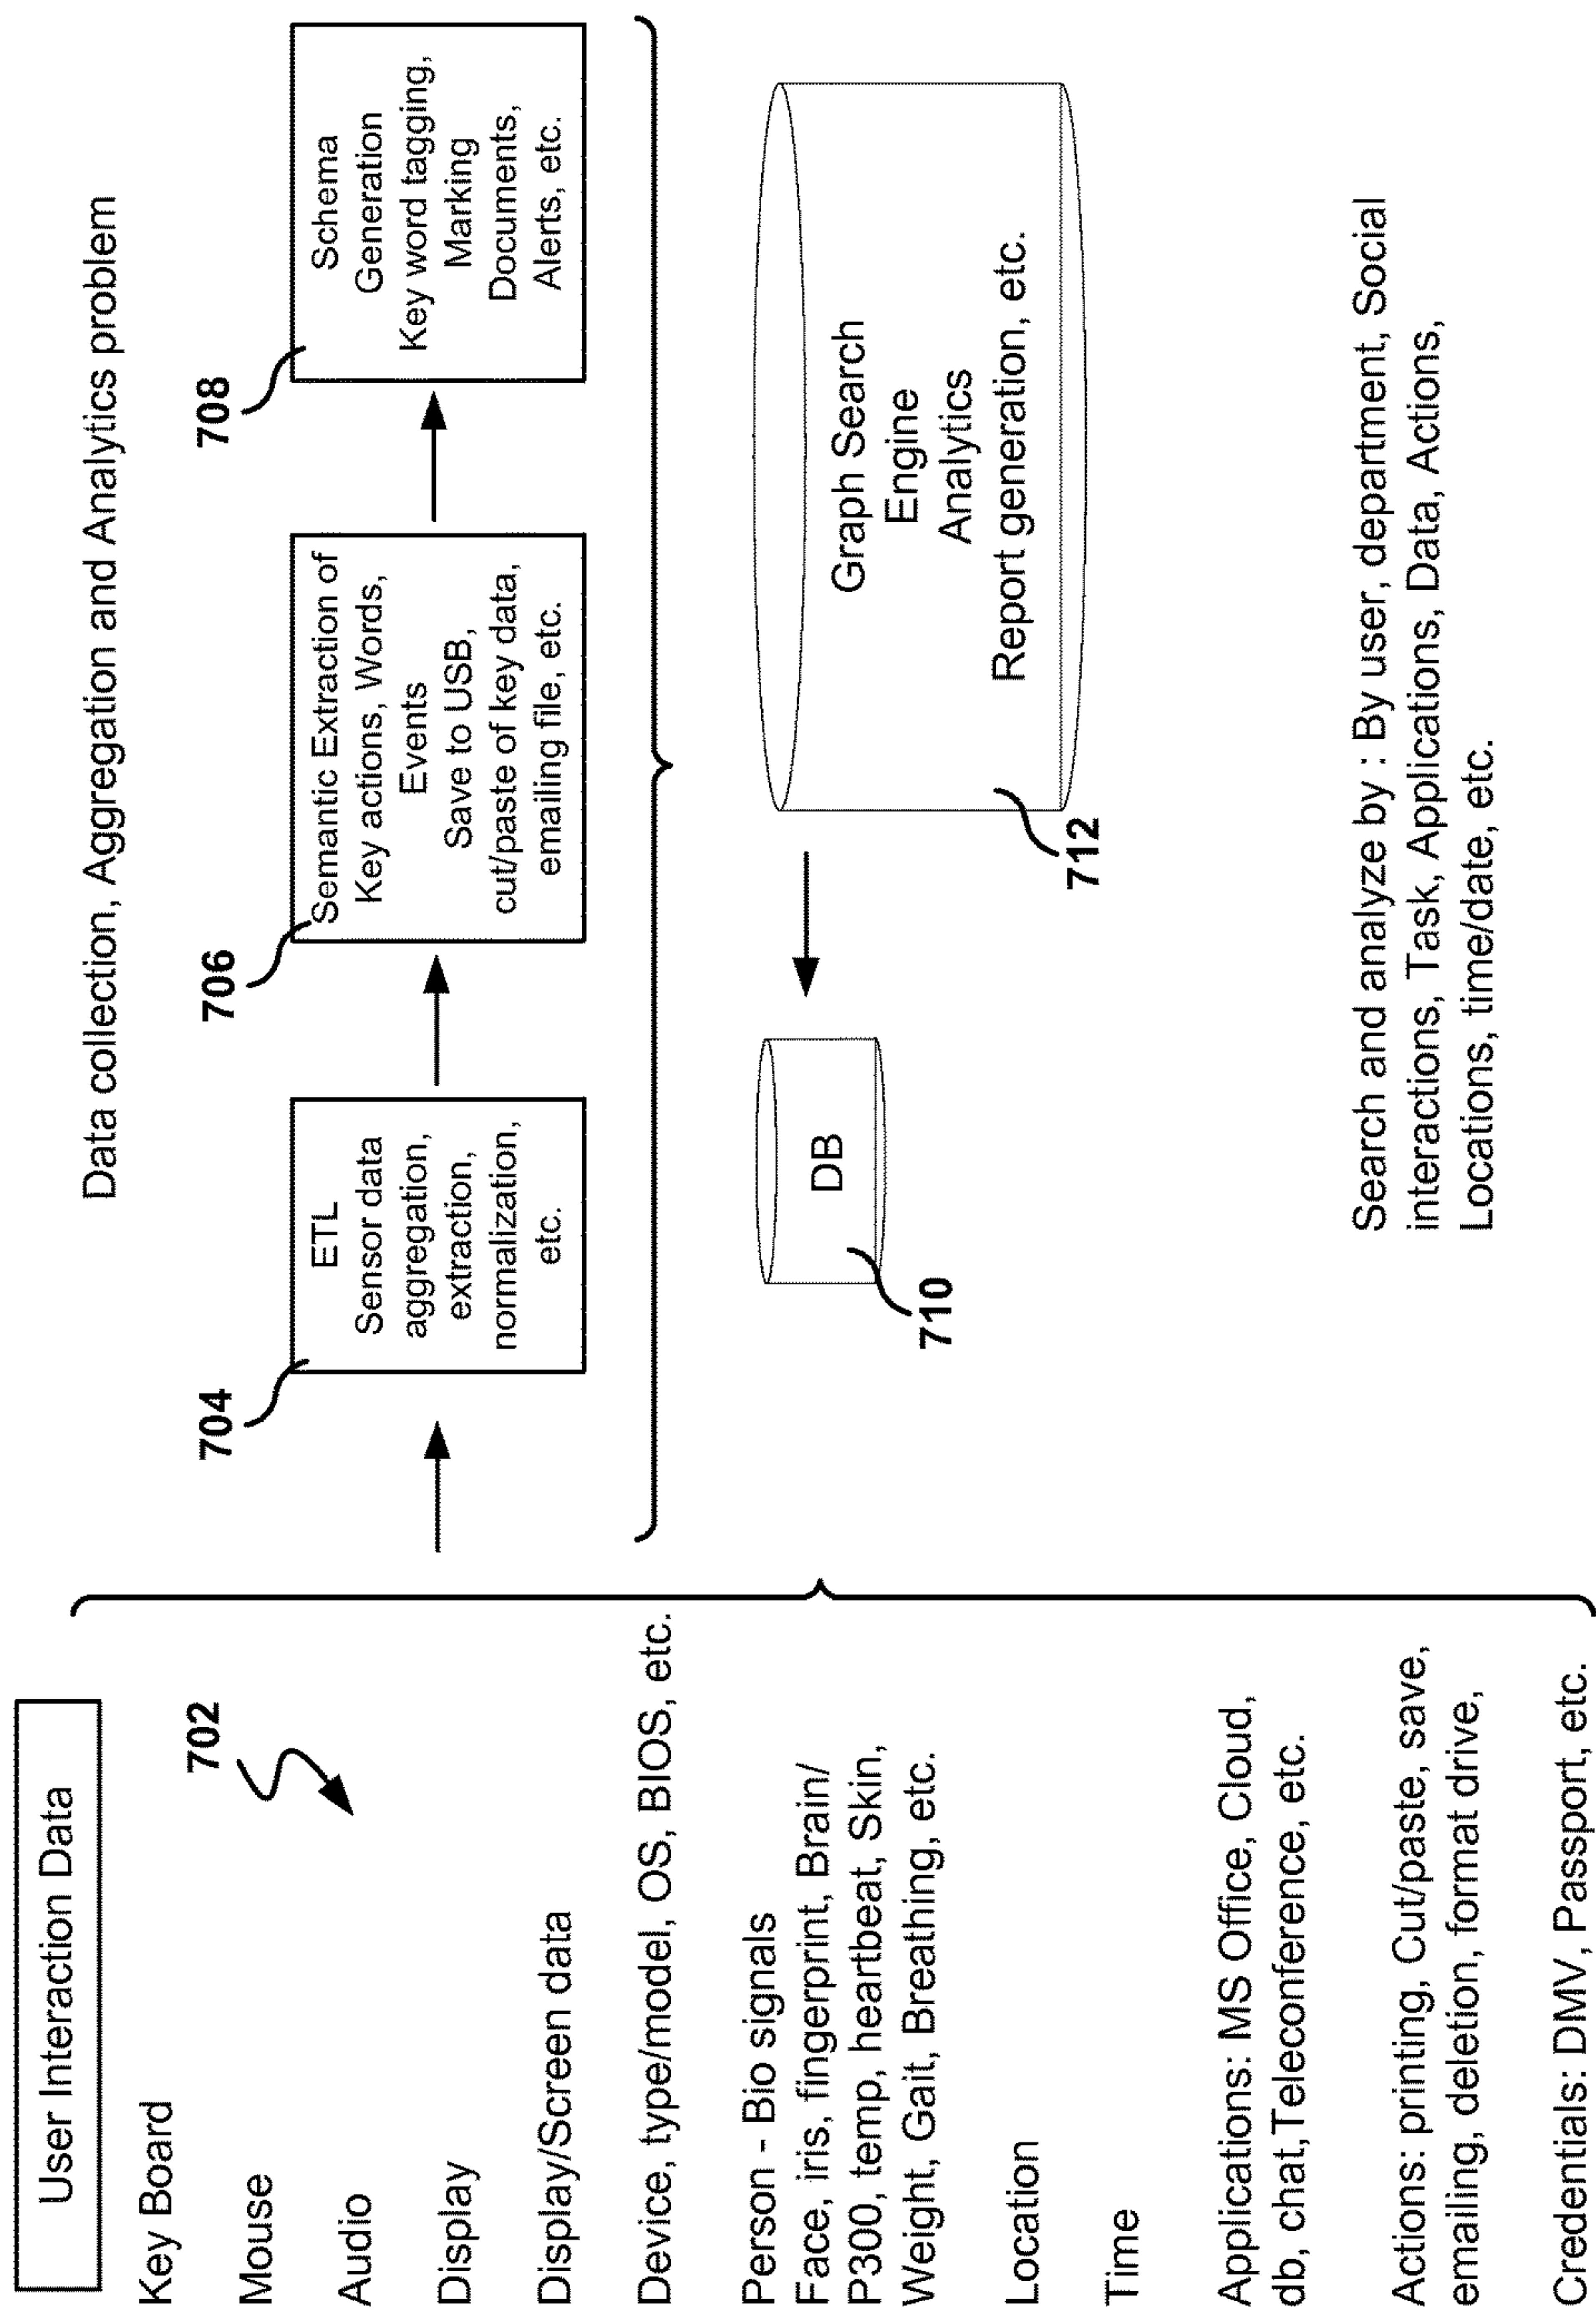 User Interaction Data
Key Board
Mouse
Audio
Display
Display/Screen data
Device, type/model, OS, BIOS, etc.
Person - Bio signals
Face, iris, fingerprint, Brain/
P300, temp, heartbeat, Skin,
Weight, Gait, Breathing, etc.
Location
Time
Applications: MS Office, Cloud,
db, chat,Teleconference, etc.
Actions: printing, Cut/paste, save,
emailing, deletion, format drive,
Credentials: DMV, Passport, etc.
702
Data collection, Aggregation and Analytics problem
704
ETL
Sensor data
aggregation,
extraction,
normalization,
etc.
706
Semantic Extraction of
Key actions, Words,
Events
Save to USB,
cut/paste of key data,
emailing file, etc.
708
Schema
Generation
Key word tagging,
Marking
Documents,
Alerts, etc.
DB
710
Graph Search
Engine
Analytics
Report generation, etc.
712
Search and analyze by : By user, department, Social
interactions, Task, Applications, Data, Actions,
Locations, time/date, etc.